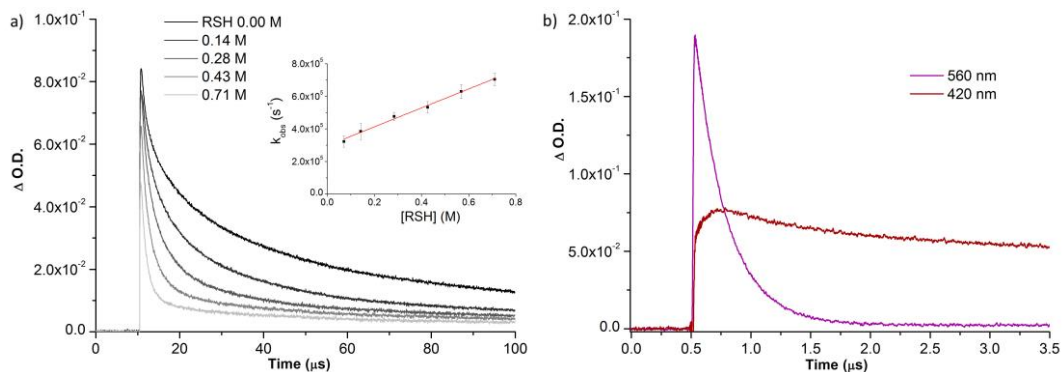 a)
1.0x10⁻¹
8.0x10⁻²
6.0x10⁻²
4.0x10⁻²
2.0x10⁻²
0.0
Δ O.D.
0 20 40 60 80 100
Time (μs)
RSH 0.00 M
0.14 M
0.28 M
0.43 M
0.71 M
8.0x10⁵
6.0x10⁵
4.0x10⁵
2.0x10⁵
0.0
k_obs (s⁻¹)
0.0 0.2 0.4 0.6 0.8
[RSH] (M)
b)
2.0x10⁻¹
1.5x10⁻¹
1.0x10⁻¹
5.0x10⁻²
0.0
Δ O.D.
0.0 0.5 1.0 1.5 2.0 2.5 3.0 3.5
Time (μs)
560 nm
420 nm